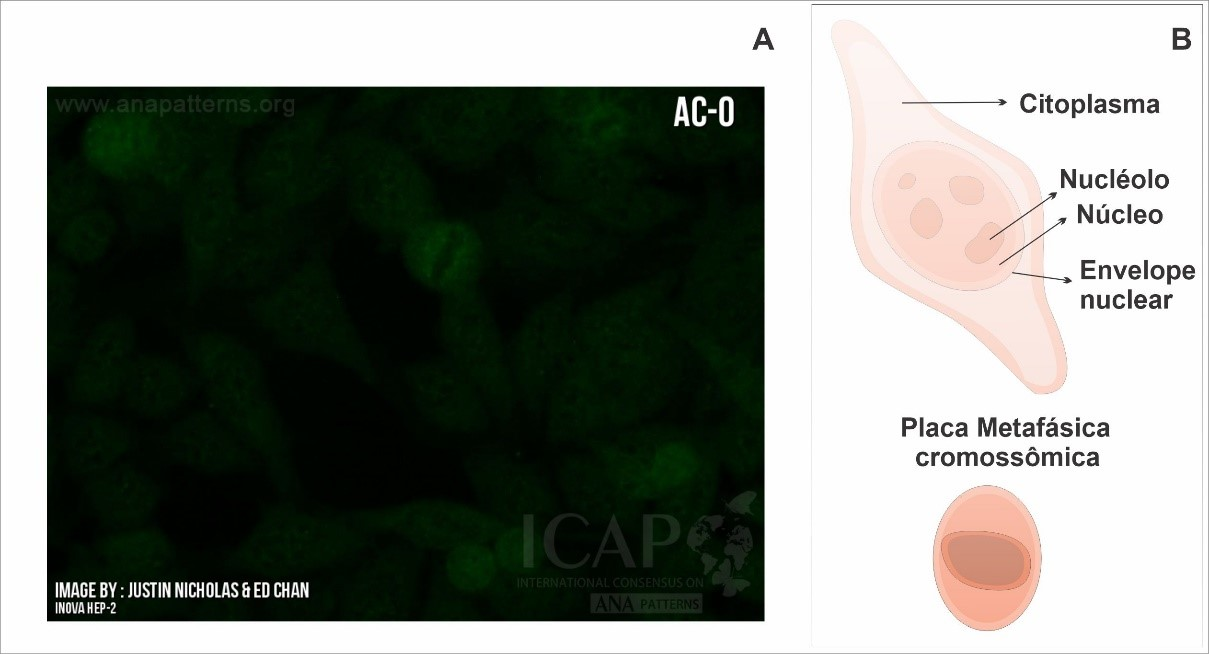 A
www.anapatterns.org
AC-0
ICAP
INTERNATIONAL CONSENSUS ON
ANA PATTERNS
IMAGE BY : JUSTIN NICHOLAS & ED CHAN
INOVA HEP-2
B
Citoplasma
Nucléolo
Núcleo
Envelope
nuclear
Placa Metafásica
cromossômica